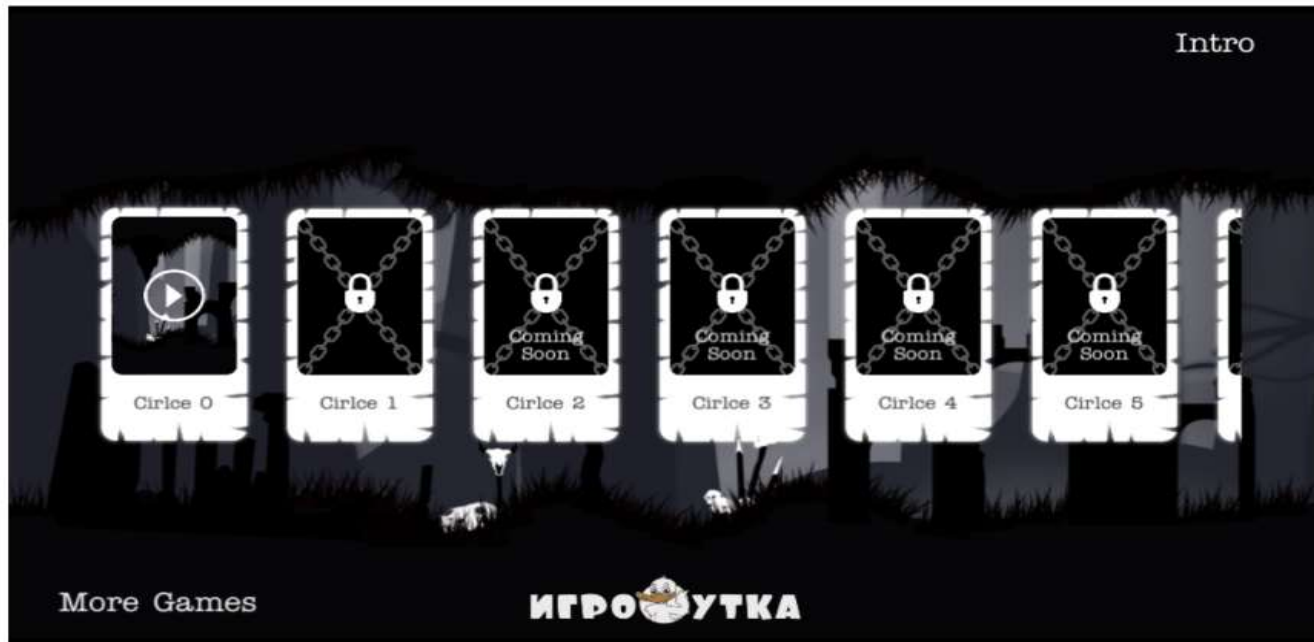 Intro
Coming
Soon
Coming
Soon
Coming
Soon
Coming
Soon
Cirlce 0
Cirlce 1
Cirlce 2
Cirlce 3
Cirlce 4
Cirlce 5
More Games
ИГРОУТКА